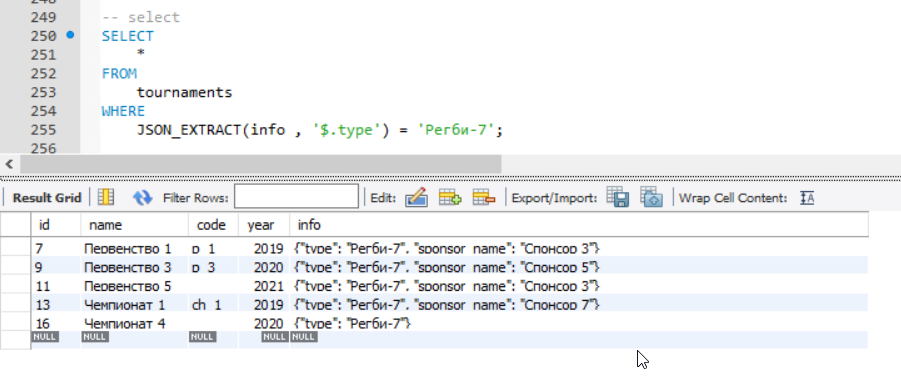 249 -- select
250 SELECT
251 *
252 FROM
253 tournaments
254 WHERE
255 JSON_EXTRACT(info , '$.type') = 'Регби-7';
256
Result Grid Filter Rows: Edit: Export/Import: Wrap Cell Content: IA
id name code year info
7 Первенство 1 p_1 2019 {"type": "Регби-7", "sponsor_name": "Спонсор 3"}
9 Первенство 3 p_3 2020 {"type": "Регби-7", "sponsor_name": "Спонсор 5"}
11 Первенство 5 2021 {"type": "Регби-7", "sponsor_name": "Спонсор 3"}
13 Чемпионат 1 ch_1 2019 {"type": "Регби-7", "sponsor_name": "Спонсор 7"}
16 Чемпионат 4 2020 {"type": "Регби-7"}
NULL NULL NULL NULL NULL